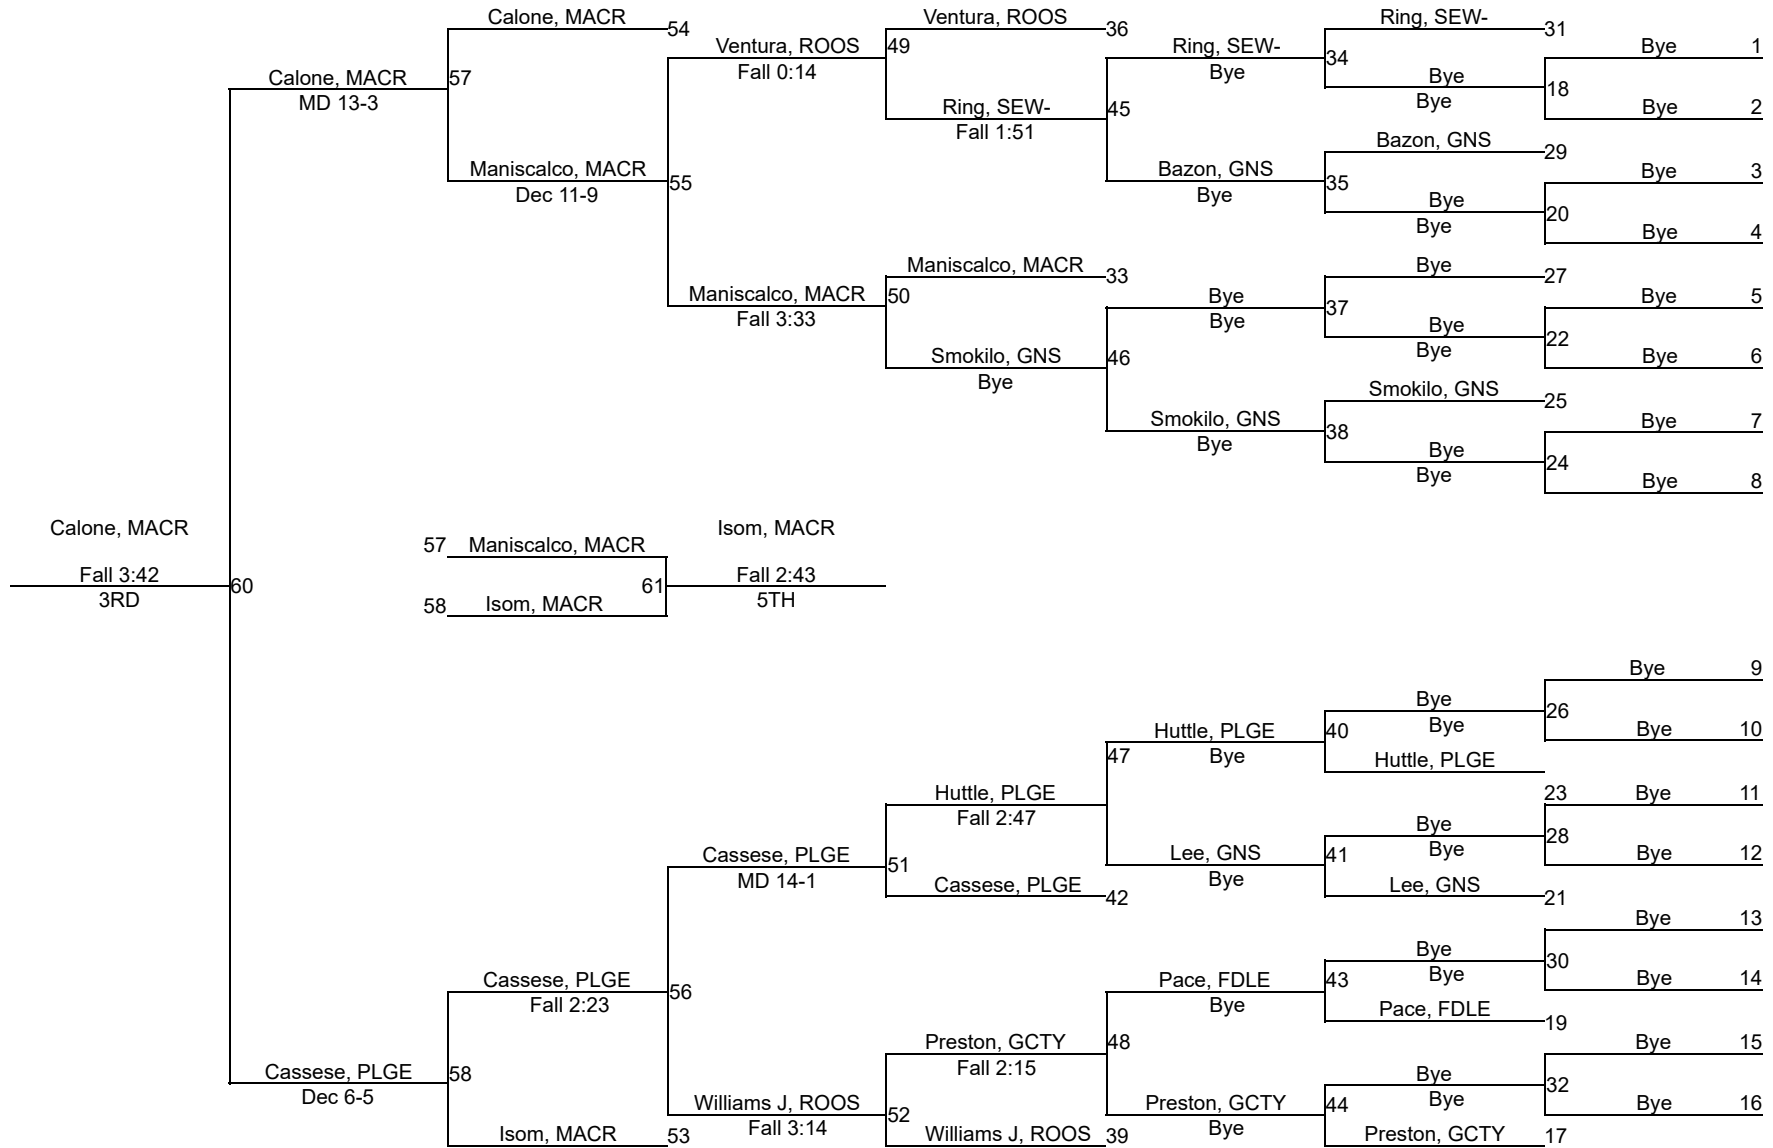 Calone, MACR
54
Ventura, ROOS
36
Ring, SEW-
31
Ventura, ROOS
Fall 0:14
49
Ring, SEW-
Bye
34
Bye 1
Calone, MACR
MD 13-3
57
Bye
Bye
18
Ring, SEW-
Fall 1:51
45
Bye 2
Bazon, GNS
29
Maniscalco, MACR
Dec 11-9
55
Bazon, GNS
Bye
35
Bye 3
Bye
Bye
20
Bye 4
Maniscalco, MACR
33
Bye
27
Maniscalco, MACR
Fall 3:33
50
Bye
Bye
37
Bye 5
Bye
Bye
22
Smokilo, GNS
Bye
46
Bye 6
Smokilo, GNS
25
Smokilo, GNS
Bye
38
Bye 7
Bye
Bye
24
Bye 8
Calone, MACR
Fall 3:42
3RD
60
57 Maniscalco, MACR
58 Isom, MACR
61
Isom, MACR
Fall 2:43
5TH
Bye 9
Bye
Bye
26
Huttle, PLGE
Bye
40
Bye 10
47
Huttle, PLGE
23
Huttle, PLGE
Fall 2:47
Bye 11
Bye
Bye
28
Cassese, PLGE
MD 14-1
51
Lee, GNS
Bye
41
Bye 12
Cassese, PLGE
42
Lee, GNS
21
Bye 13
Bye
Bye
30
Cassese, PLGE
Fall 2:23
56
Pace, FDLE
Bye
43
Bye 14
Pace, FDLE
19
Preston, GCTY
Fall 2:15
48
Bye 15
Cassese, PLGE
Dec 6-5
58
Bye
Bye
32
Williams J, ROOS
Fall 3:14
52
Preston, GCTY
Bye
44
Bye 16
Isom, MACR
53
Williams J, ROOS
39
Preston, GCTY
17